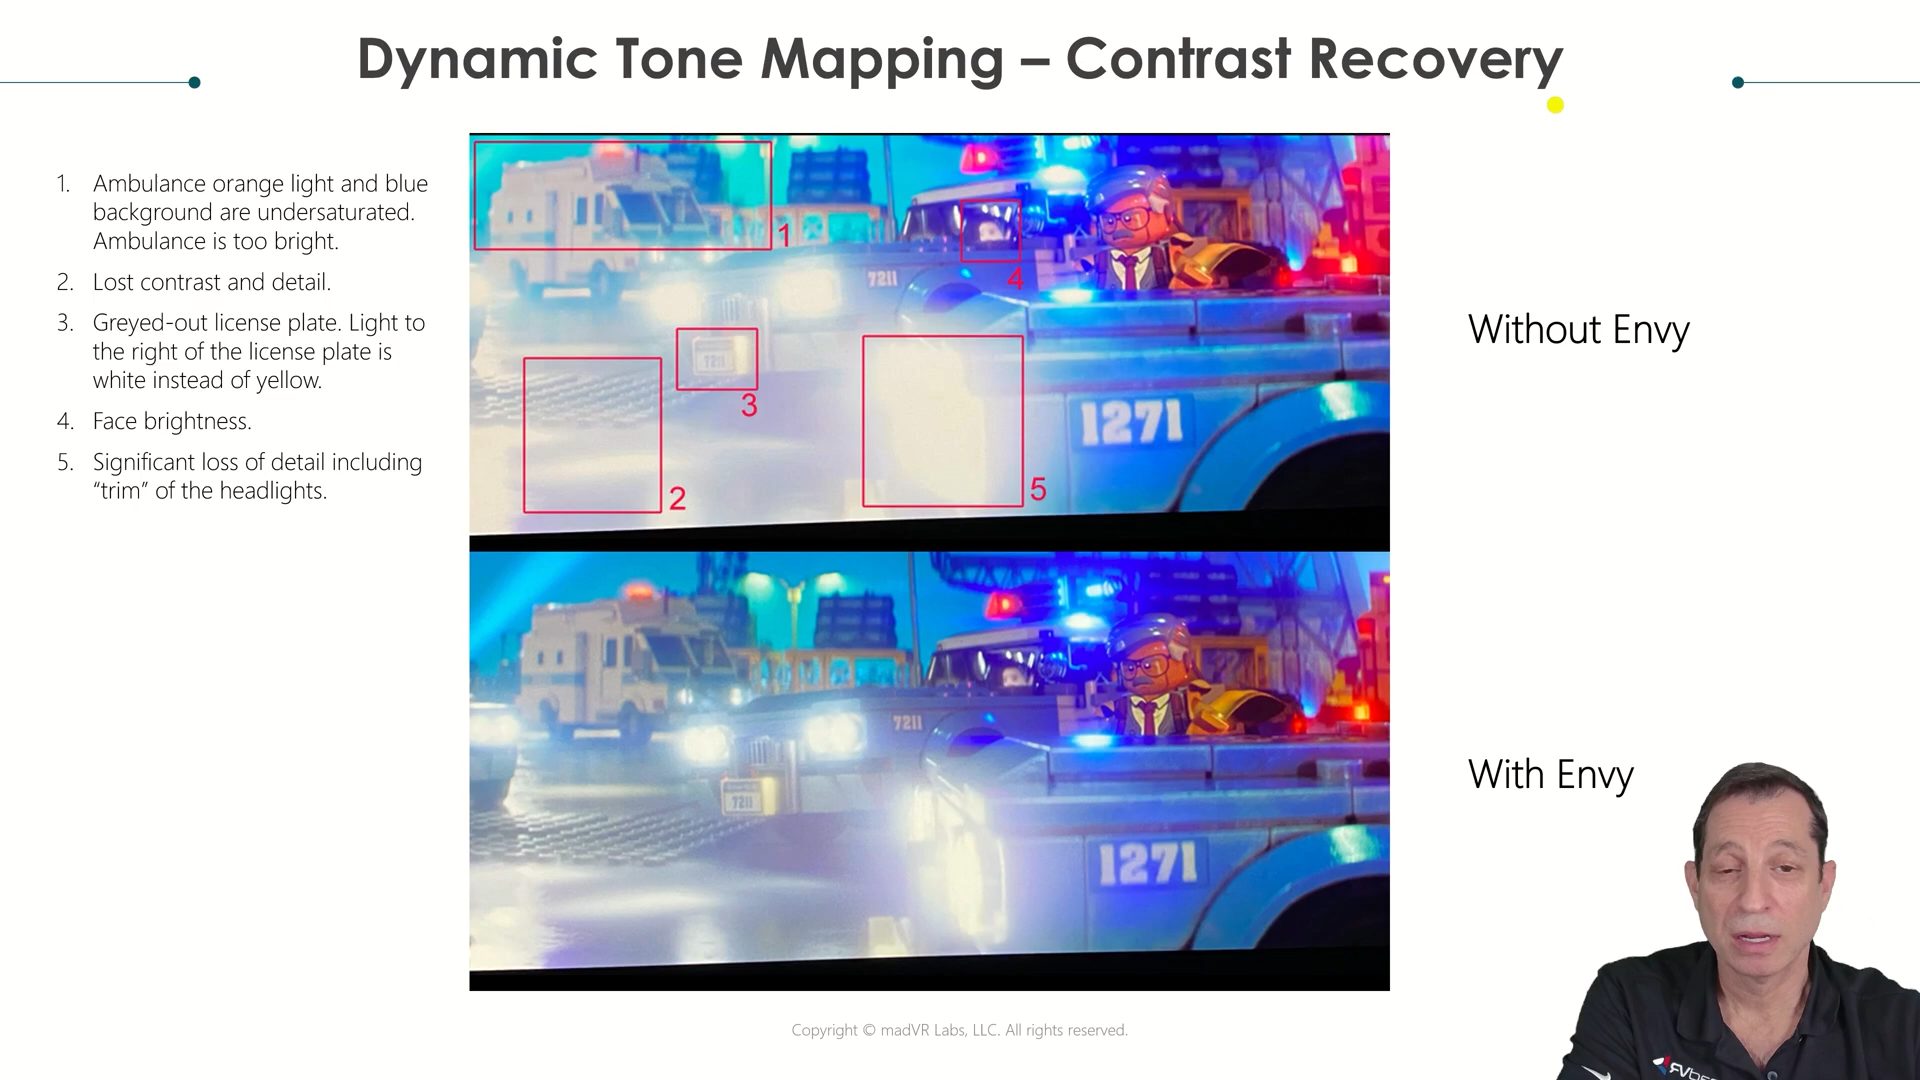 Dynamic Tone Mapping – Contrast Recovery
1. Ambulance orange light and blue
background are undersaturated.
Ambulance is too bright.
2. Lost contrast and detail.
3. Greyed-out license plate. Light to
the right of the license plate is
white instead of yellow.
4. Face brightness.
5. Significant loss of detail including
“trim” of the headlights.
1
4
7211
7211
3
2
5
1271
Without Envy
7211
7211
1271
With Envy
Copyright © madVR Labs, LLC. All rights reserved.